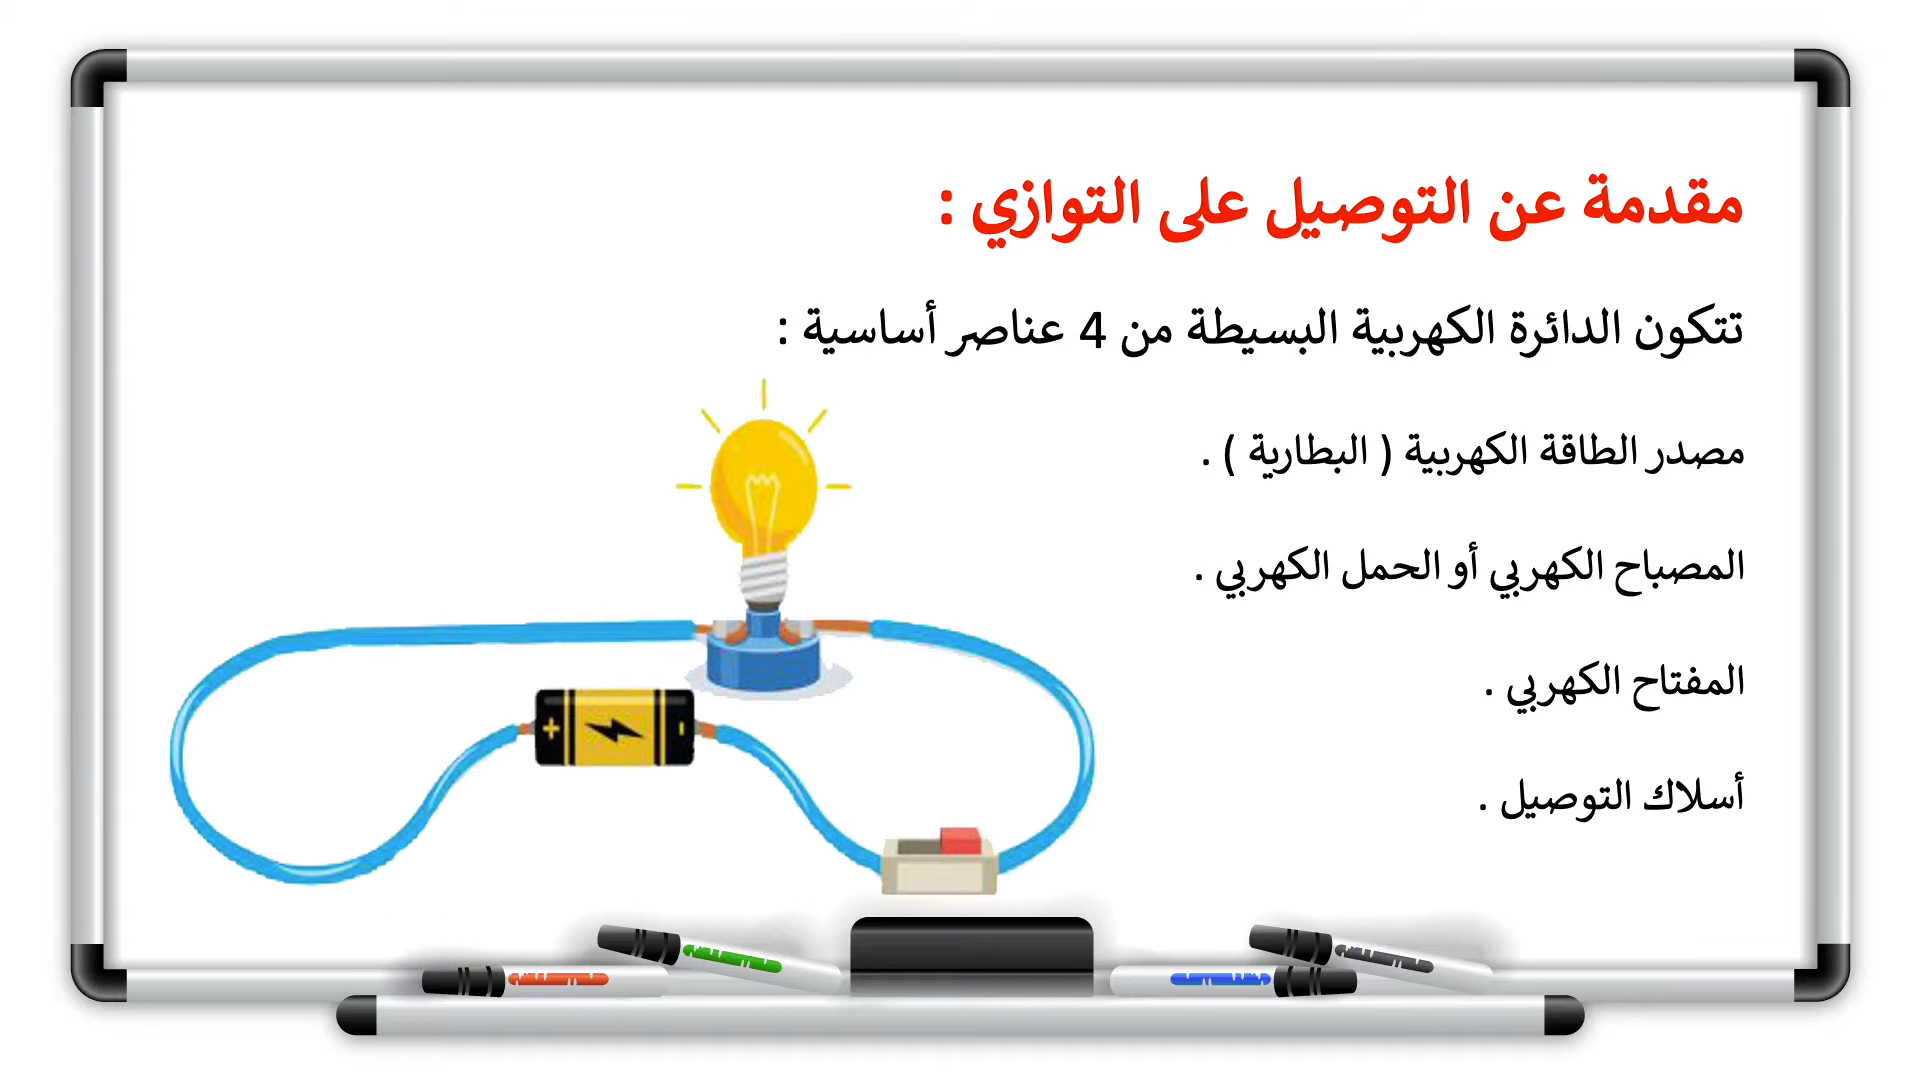 مقدمة عن التوصيل على التوازي :
تتكون الدائرة الكهربية البسيطة من 4 عناصر أساسية :
مصدر الطاقة الكهربية ( البطارية ) .
المصباح الكهربي أو الحمل الكهربي .
المفتاح الكهربي .
أسلاك التوصيل .
+ -